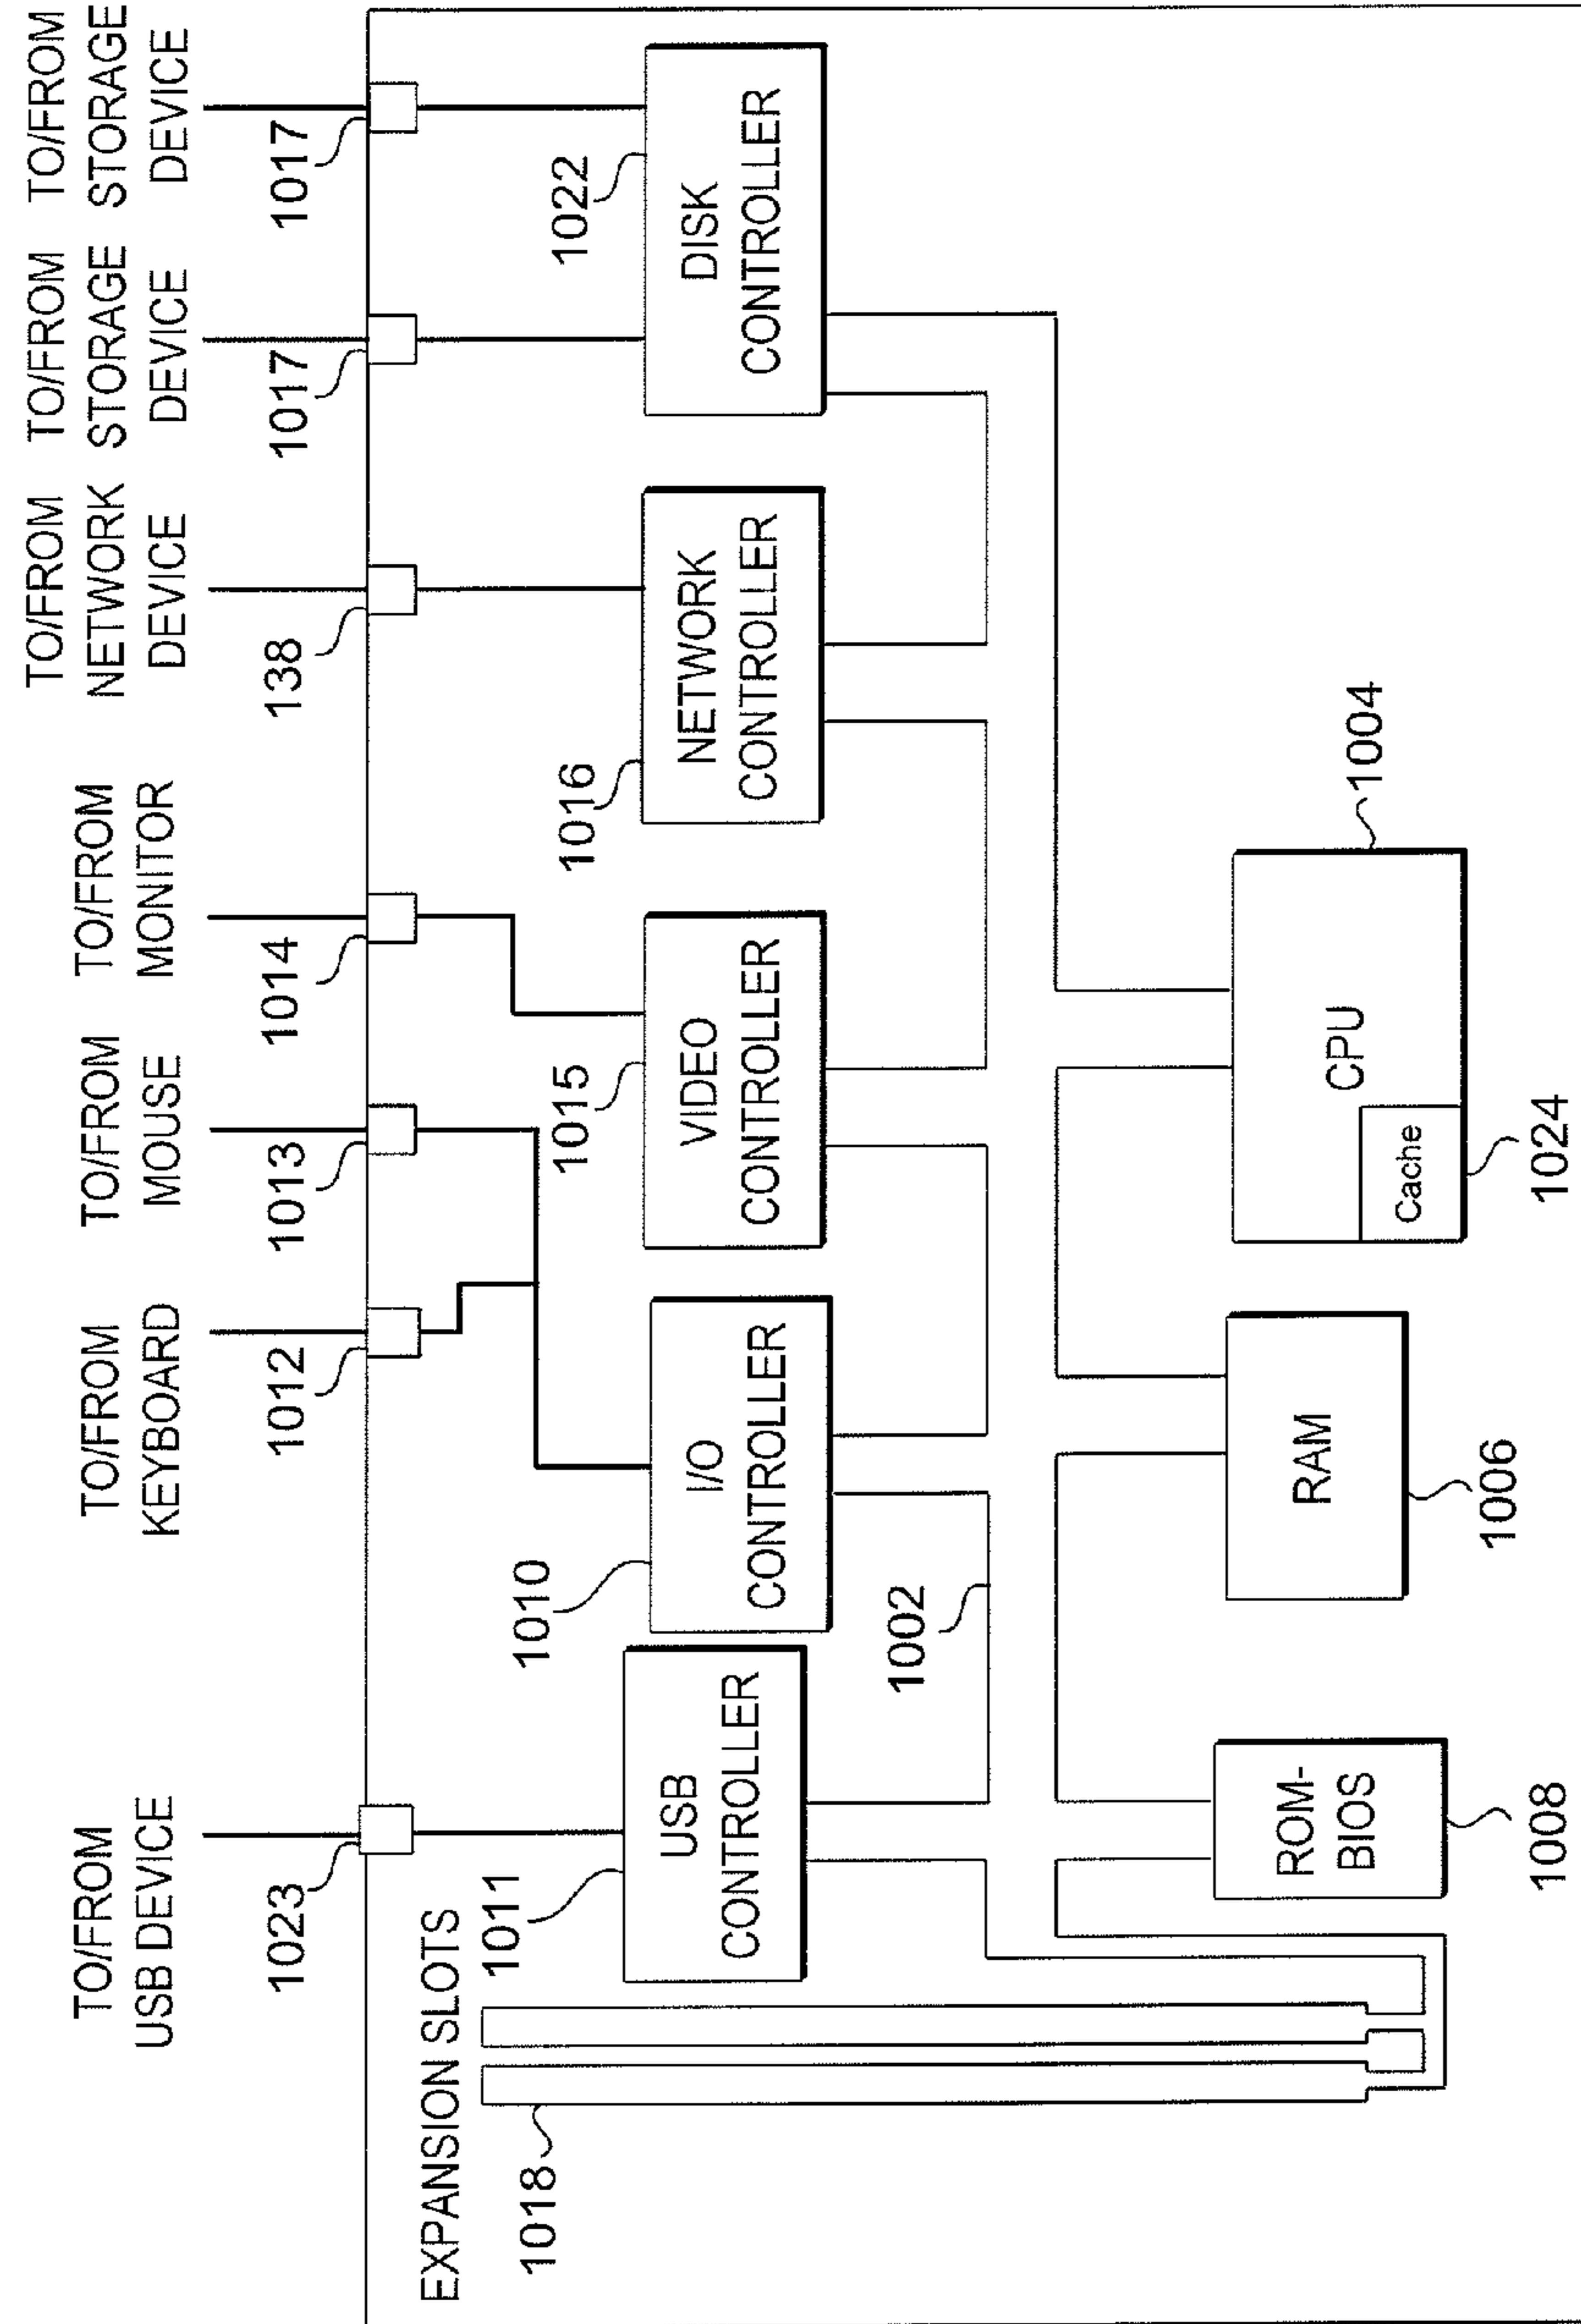 TO/FROM
USB DEVICE
TO/FROM
KEYBOARD
TO/FROM
MOUSE
TO/FROM
MONITOR
TO/FROM
NETWORK
DEVICE
TO/FROM
STORAGE
DEVICE
TO/FROM
STORAGE
DEVICE
1023
1012
1013
1014
138
1017
1017
EXPANSION SLOTS
1018
1011
USB
CONTROLLER
1010
I/O
CONTROLLER
1015
VIDEO
CONTROLLER
1016
NETWORK
CONTROLLER
1022
DISK
CONTROLLER
1002
ROM-
BIOS
1008
RAM
1006
CPU
Cache
1024
1004